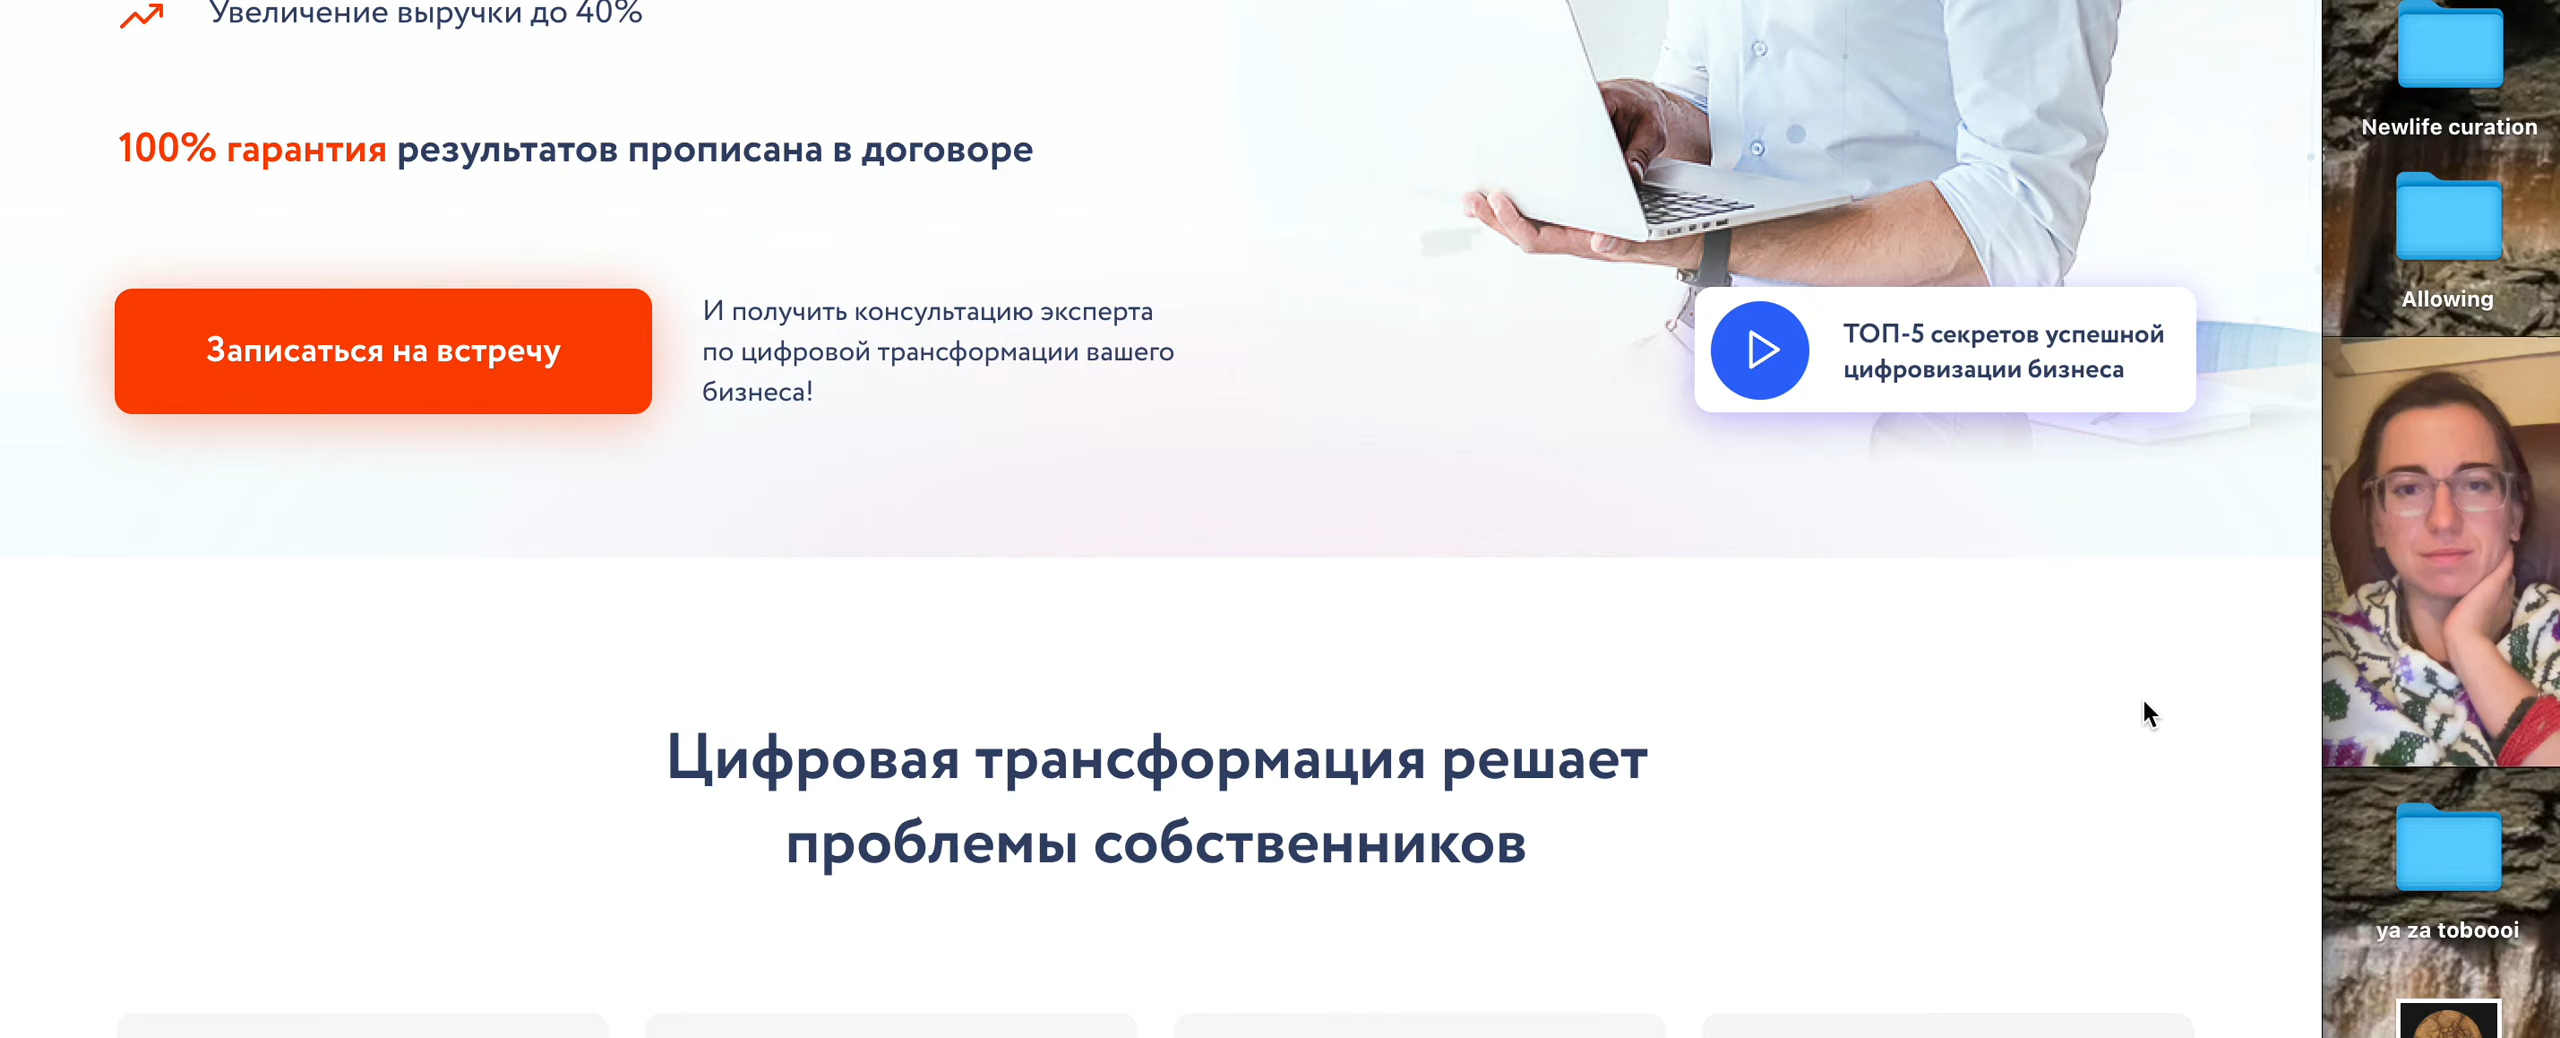 Увеличение выручки до 40%
100% гарантия результатов прописана в договоре
Записаться на встречу
И получить консультацию эксперта
по цифровой трансформации вашего
бизнеса!
ТОП-5 секретов успешной
цифровизации бизнеса
Цифровая трансформация решает
проблемы собственников
Newlife curation
Allowing
ya za toboooi